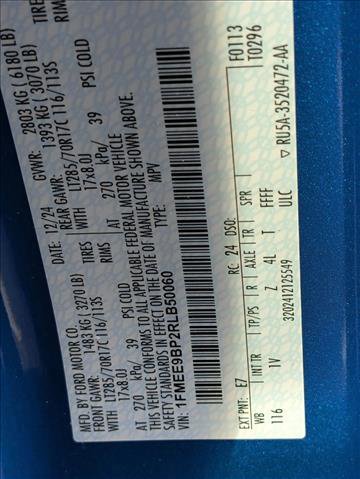 MFD. BY FORD MOTOR CO.
12/24 GVWR: 2803 KG (6180 LB)
FRONT GAWR: 1483 KG (3270 LB) REAR GAWR: 1393 KG (3070 LB)
LT285/70R17C 116/113S TIRES LT285/70R17C 116/113S TIRES
17x8.0J RIMS 17x8.0J RIMS
AT 270 kPa/ 39 PSI COLD AT 270 kPa/ 39 PSI COLD
THIS VEHICLE CONFORMS TO ALL APPLICABLE FEDERAL MOTOR VEHICLE
SAFETY STANDARDS IN EFFECT ON THE DATE OF MANUFACTURE SHOWN ABOVE.
VIN: 1FMEE9BP2RLB50060
TYPE: MPV
F0113
T0296
EXT PNT: E7 RC: 24 DSO:
WB INT TR TP/PS R AXLE TR SPR
116 1V Z 4L T FFFF
ULC
3202412125549
▽ RU5A-3520472-AA